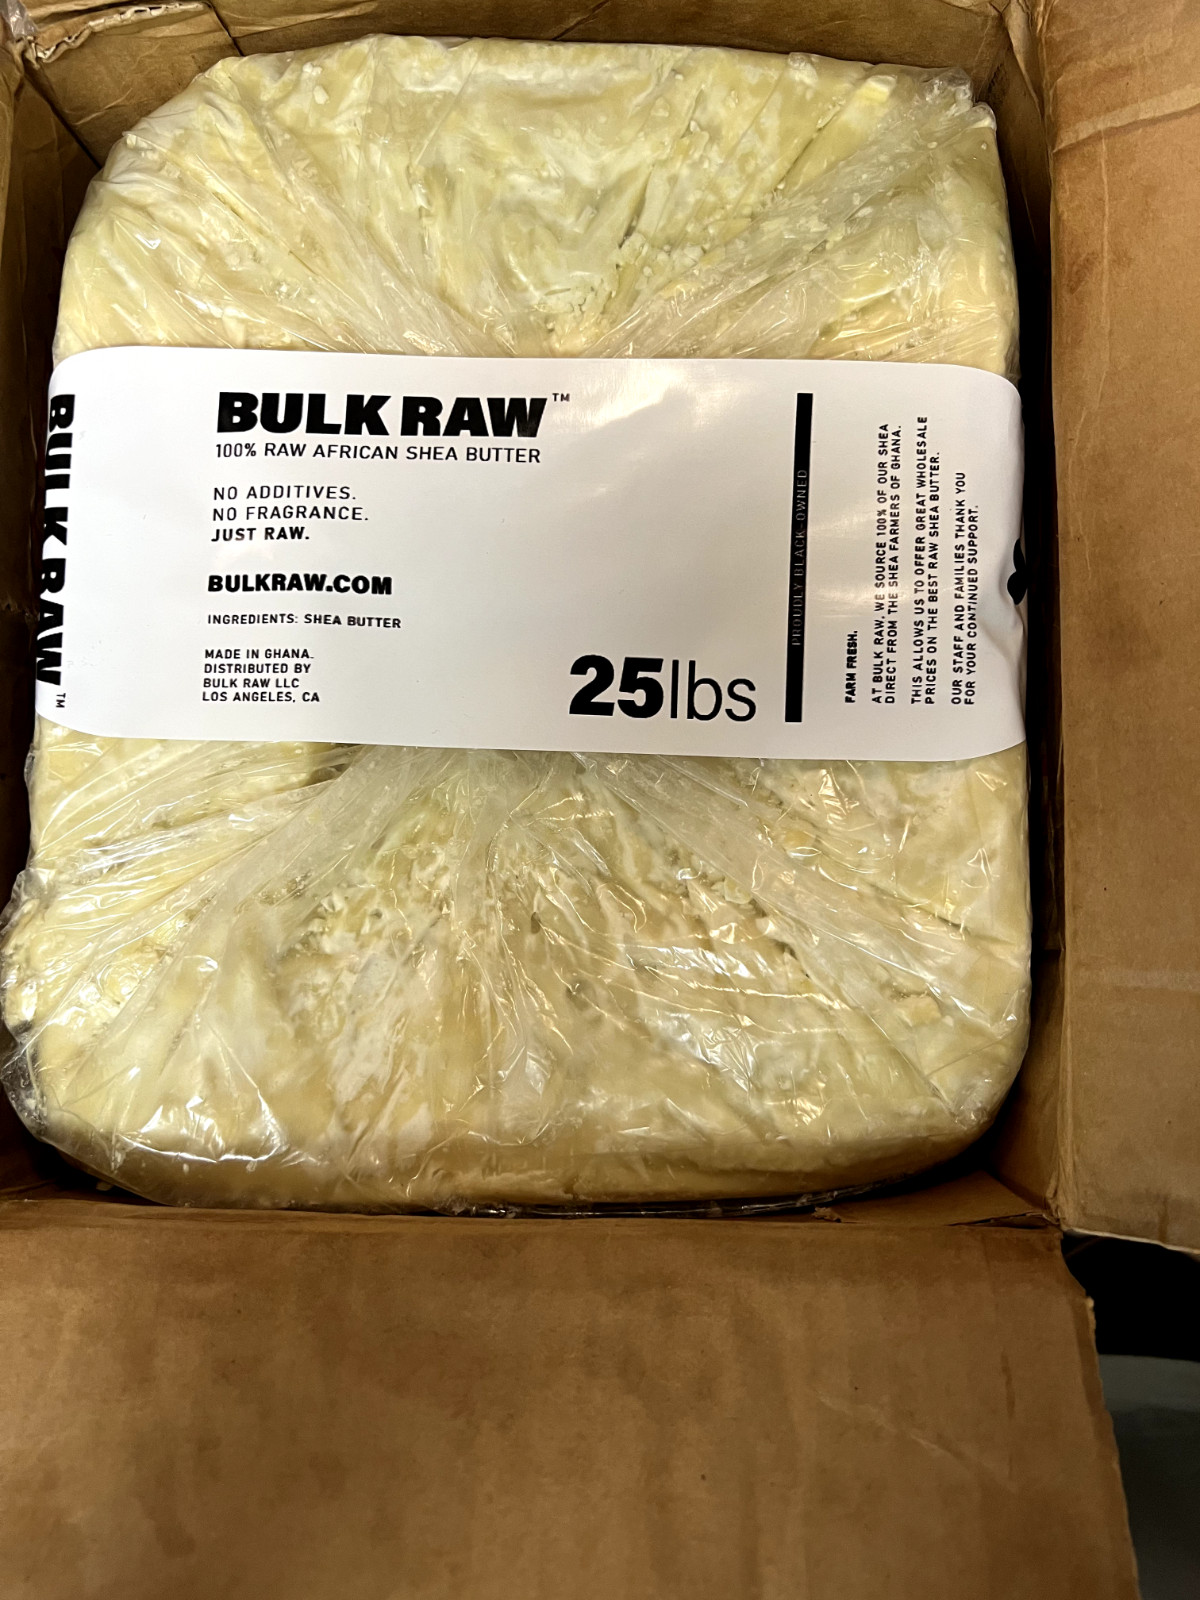 BULK RAW™
BULK RAW™
100% RAW AFRICAN SHEA BUTTER
NO ADDITIVES.
NO FRAGRANCE.
JUST RAW.
BULKRAW.COM
INGREDIENTS: SHEA BUTTER
MADE IN GHANA.
DISTRIBUTED BY
BULK RAW LLC
LOS ANGELES, CA
25lbs
PROUDLY BLACK-OWNED
FARM FRESH.
AT BULK RAW, WE SOURCE 100% OF OUR SHEA
DIRECT FROM THE SHEA FARMERS OF GHANA.
THIS ALLOWS US TO OFFER GREAT WHOLESALE
PRICES ON THE BEST RAW SHEA BUTTER.
OUR STAFF AND FAMILIES THANK YOU
FOR YOUR CONTINUED SUPPORT.